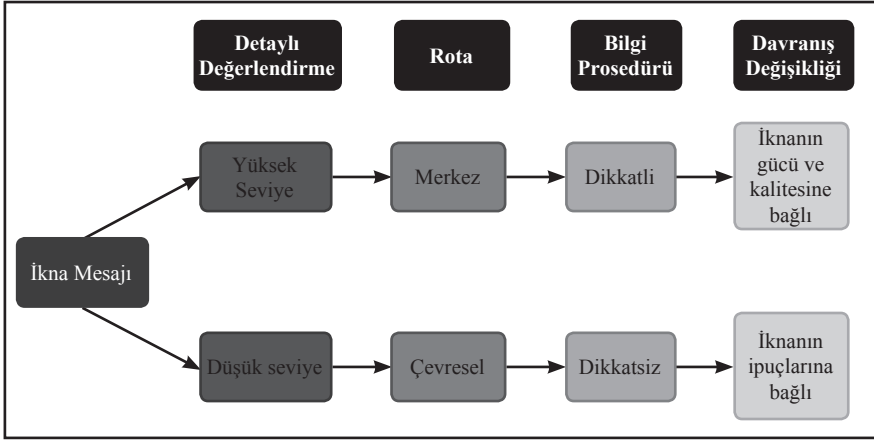 Detaylı
Değerlendirme
Rota
Bilgi
Prosedürü
Davranış
Değişikliği
Yüksek
Seviye
Merkez
Dikkatli
İknanın
gücü ve
kalitesine
bağlı
İkna Mesajı
Düşük seviye
Çevresel
Dikkatsiz
İknanın
ipuçlarına
bağlı